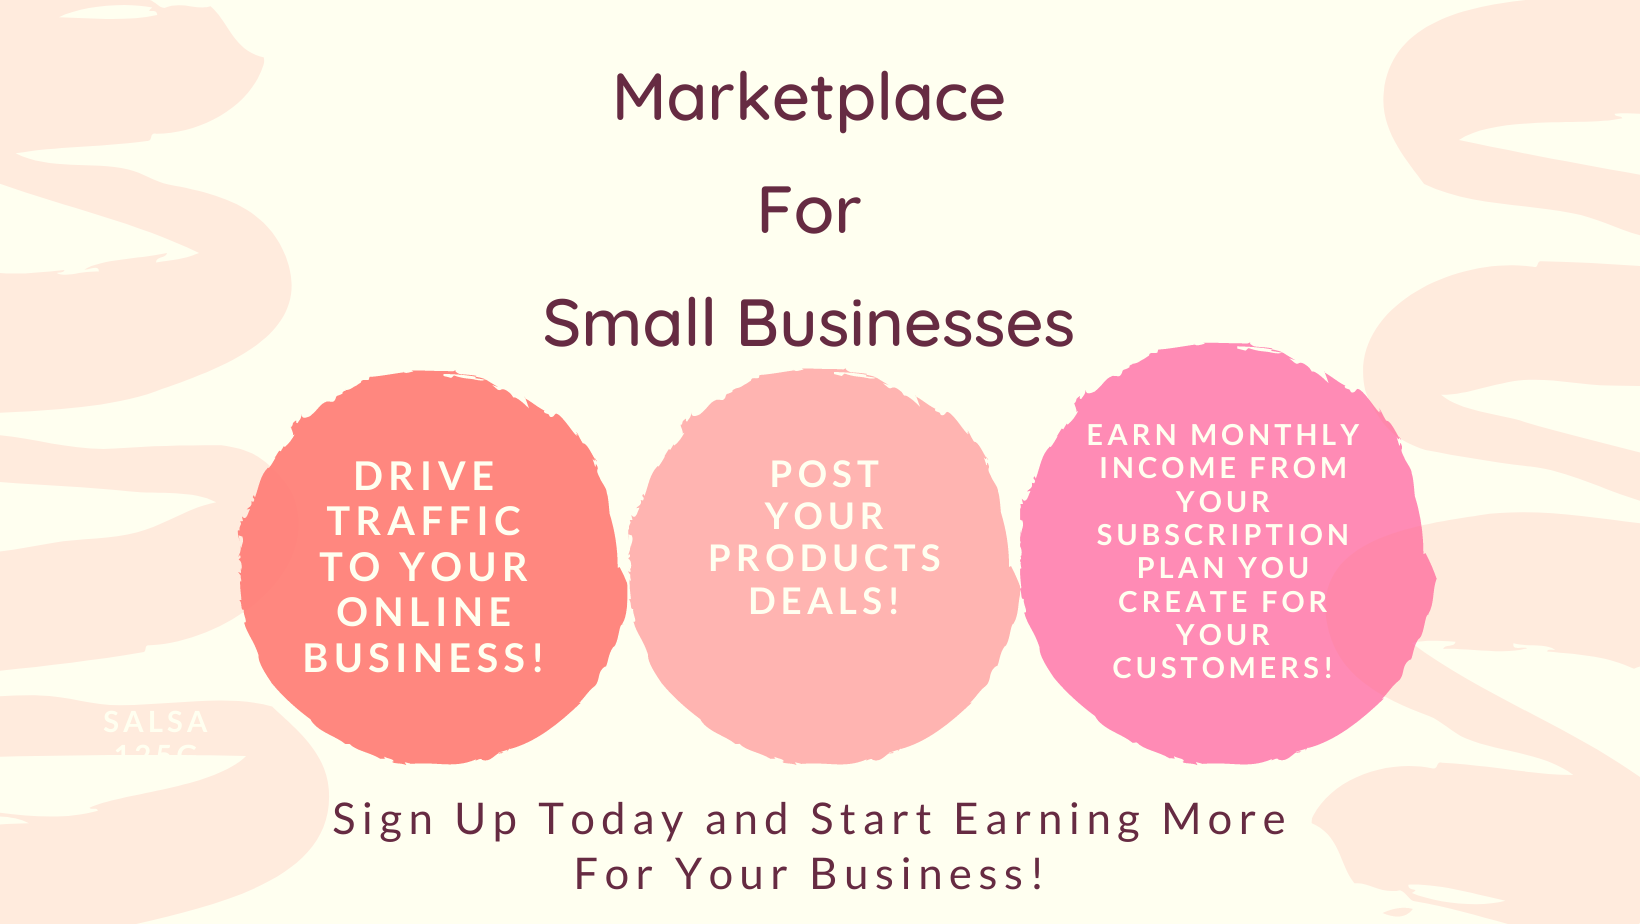 Marketplace
For
Small Businesses
DRIVE
TRAFFIC
TO YOUR
ONLINE
BUSINESS!
POST
YOUR
PRODUCTS
DEALS!
EARN MONTHLY
INCOME FROM
YOUR
SUBSCRIPTION
PLAN YOU
CREATE FOR
YOUR
CUSTOMERS!
SALSA
Sign Up Today and Start Earning More
For Your Business!